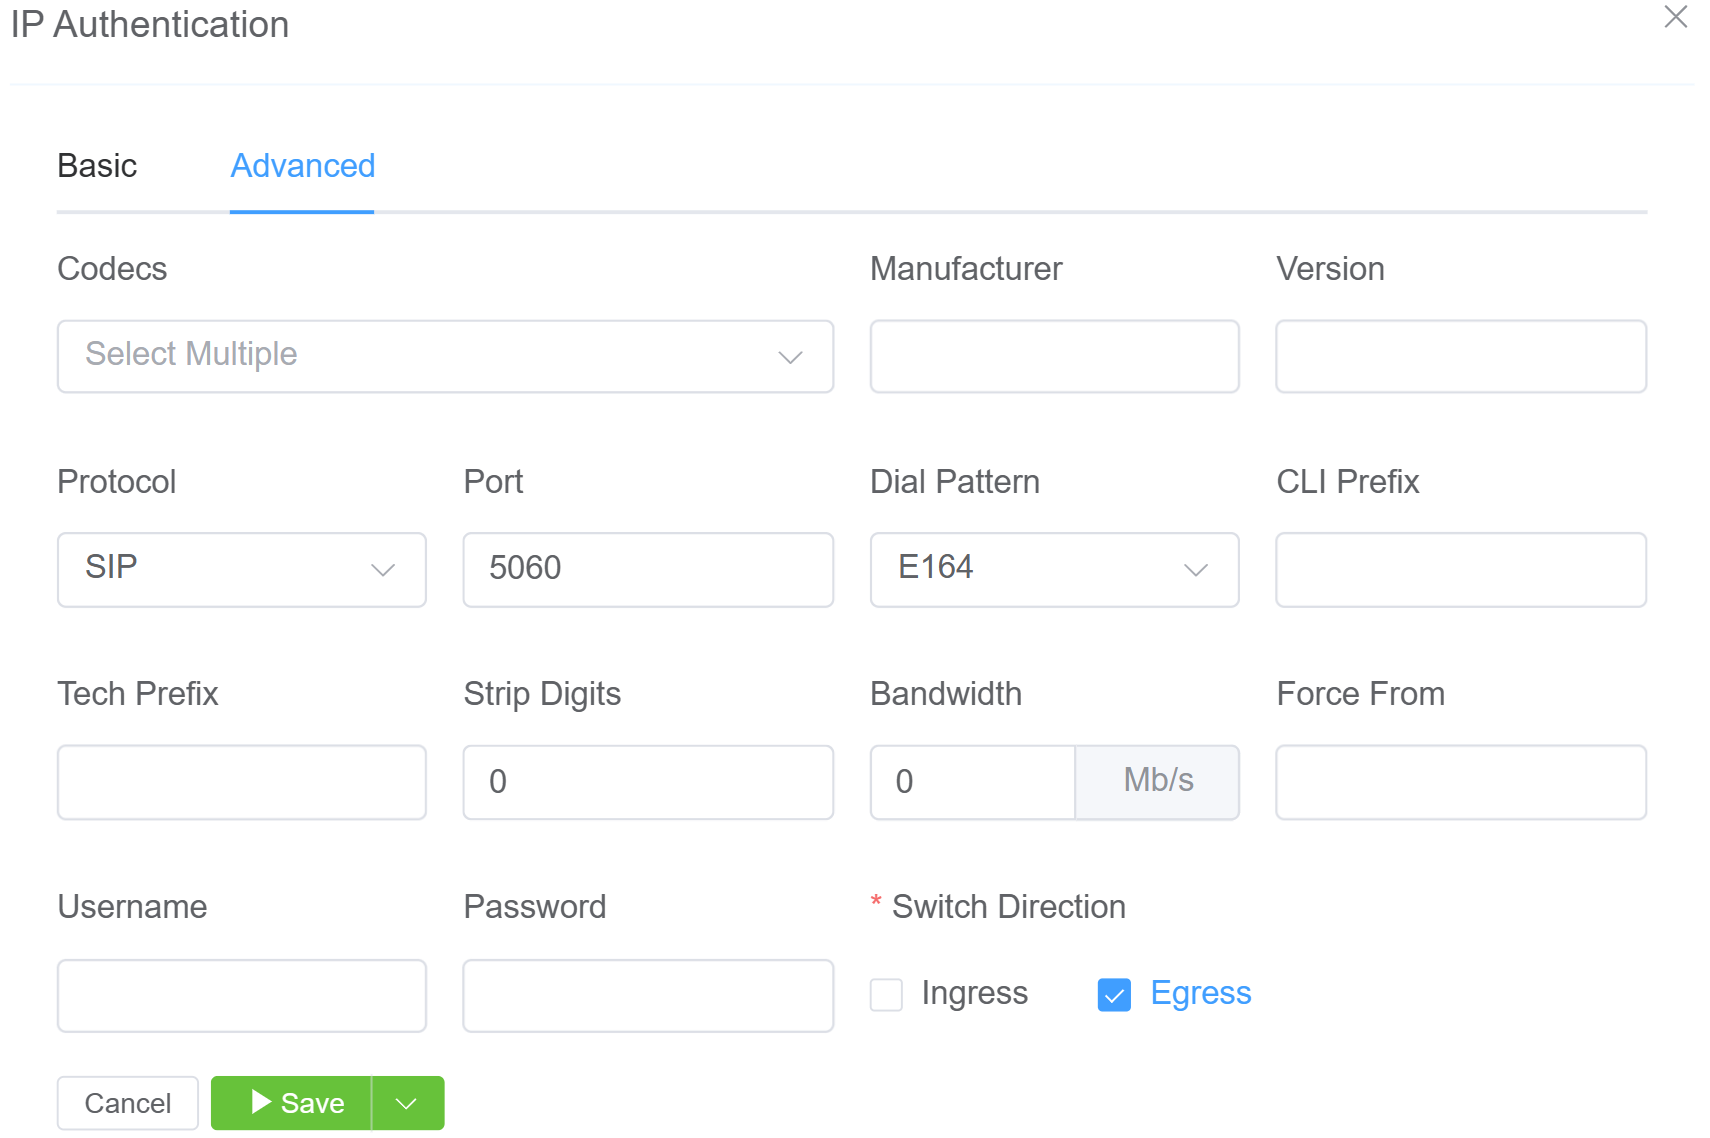 IP Authentication
Basic Advanced
Codecs Manufacturer Version
Select Multiple
Protocol Port Dial Pattern CLI Prefix
SIP 5060 E164
Tech Prefix Strip Digits Bandwidth Force From
0 0 Mb/s
Username Password * Switch Direction
Ingress Egress
Cancel Save